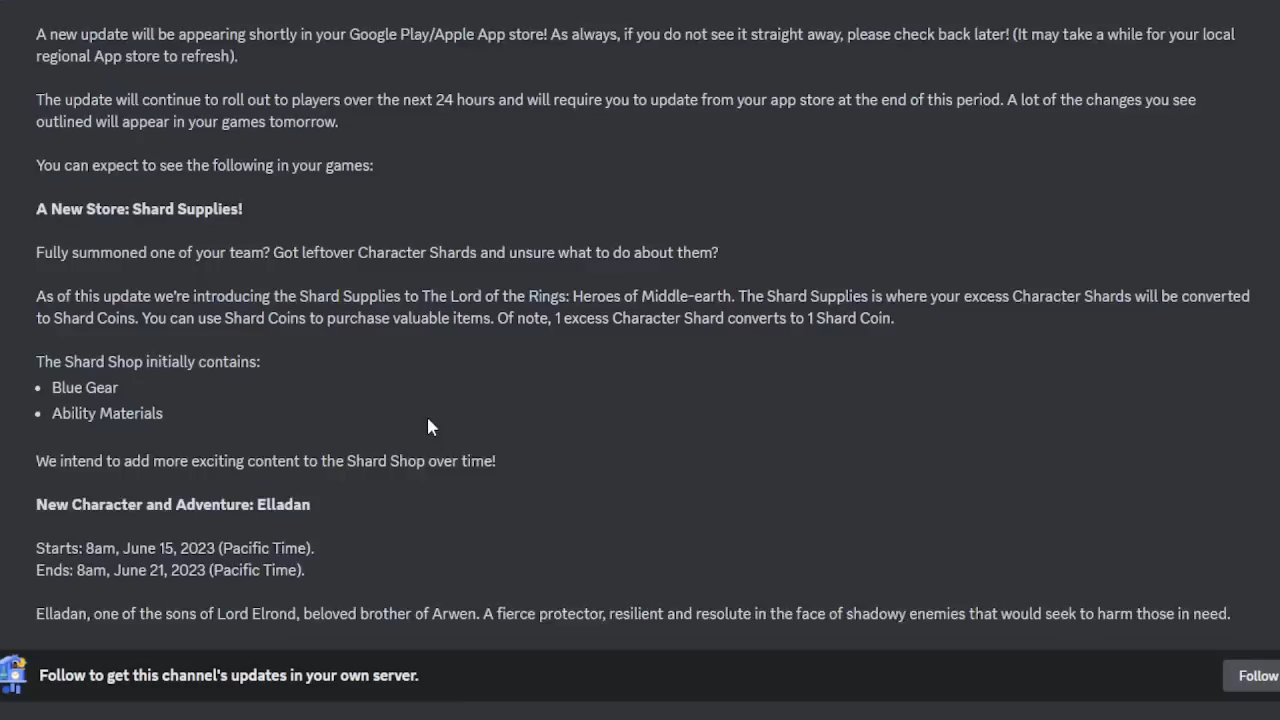 A new update will be appearing shortly in your Google Play/Apple App store! As always, if you do not see it straight away, please check back later! (It may take a while for your local
regional App store to refresh).
The update will continue to roll out to players over the next 24 hours and will require you to update from your app store at the end of this period. A lot of the changes you see
outlined will appear in your games tomorrow.
You can expect to see the following in your games:
A New Store: Shard Supplies!
Fully summoned one of your team? Got leftover Character Shards and unsure what to do about them?
As of this update we're introducing the Shard Supplies to The Lord of the Rings: Heroes of Middle-earth. The Shard Supplies is where your excess Character Shards will be converted
to Shard Coins. You can use Shard Coins to purchase valuable items. Of note, 1 excess Character Shard converts to 1 Shard Coin.
The Shard Shop initially contains:
• Blue Gear
• Ability Materials
We intend to add more exciting content to the Shard Shop over time!
New Character and Adventure: Elladan
Starts: 8am, June 15, 2023 (Pacific Time).
Ends: 8am, June 21, 2023 (Pacific Time).
Elladan, one of the sons of Lord Elrond, beloved brother of Arwen. A fierce protector, resilient and resolute in the face of shadowy enemies that would seek to harm those in need.
Follow to get this channel's updates in your own server.
Follow